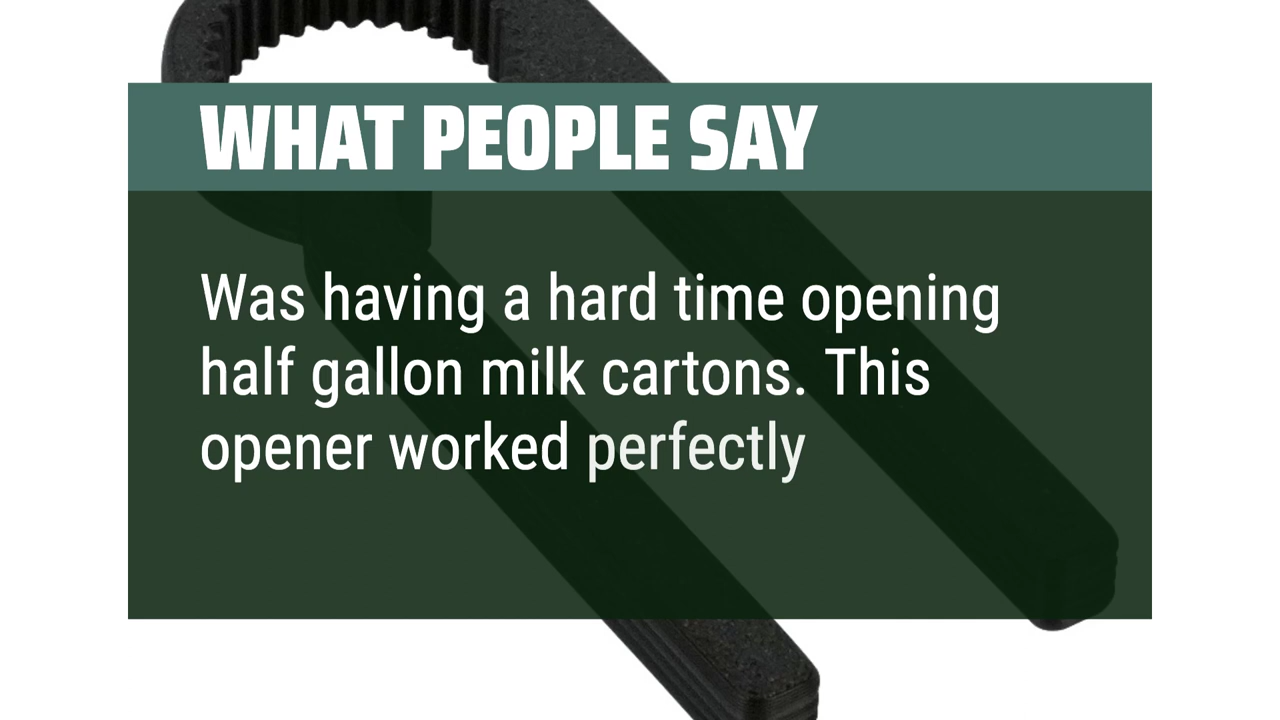 WHAT PEOPLE SAY
Was having a hard time opening
half gallon milk cartons. This
opener worked perfectly